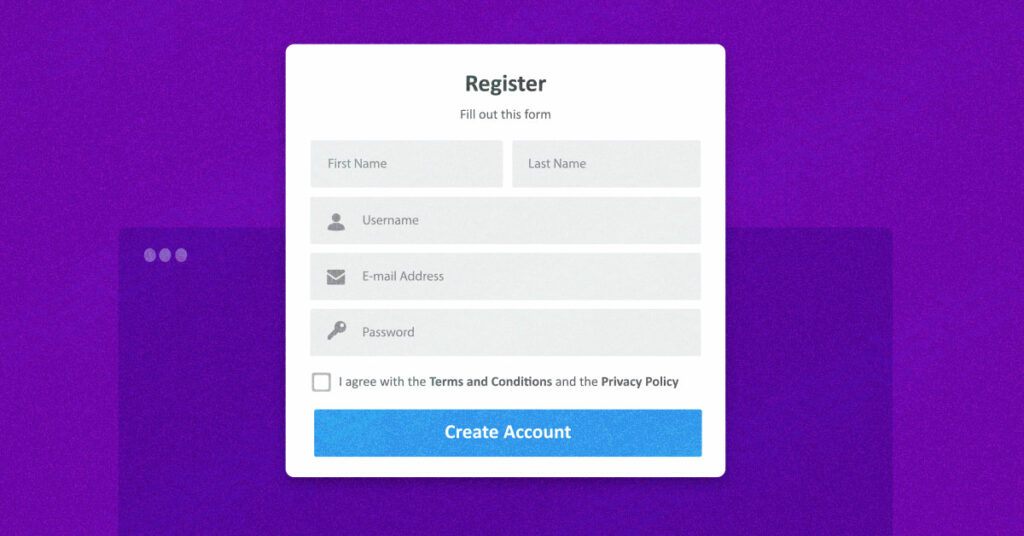 Register
Fill out this form
First Name
Last Name
Username
E-mail Address
Password
I agree with the Terms and Conditions and the Privacy Policy
Create Account